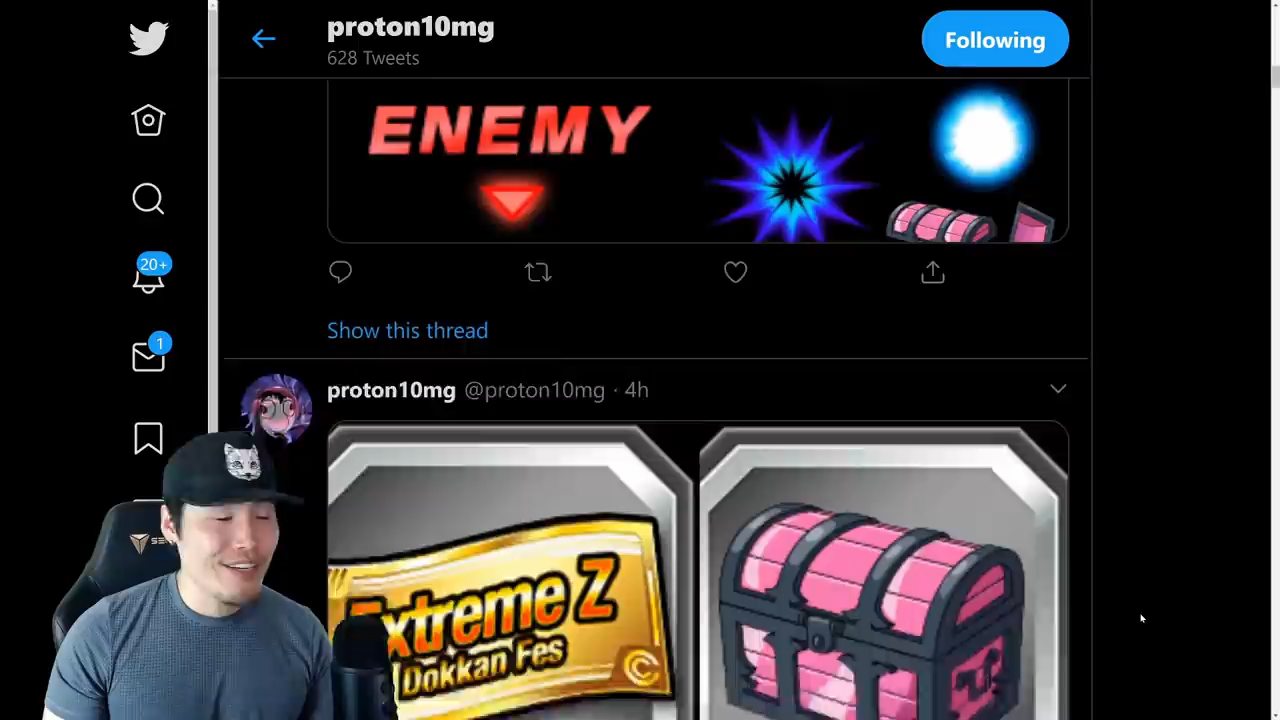 proton10mg
628 Tweets
Following
ENEMY
20+
Show this thread
1
proton10mg @proton10mg · 4h
Extreme Z
Dokkan Fes